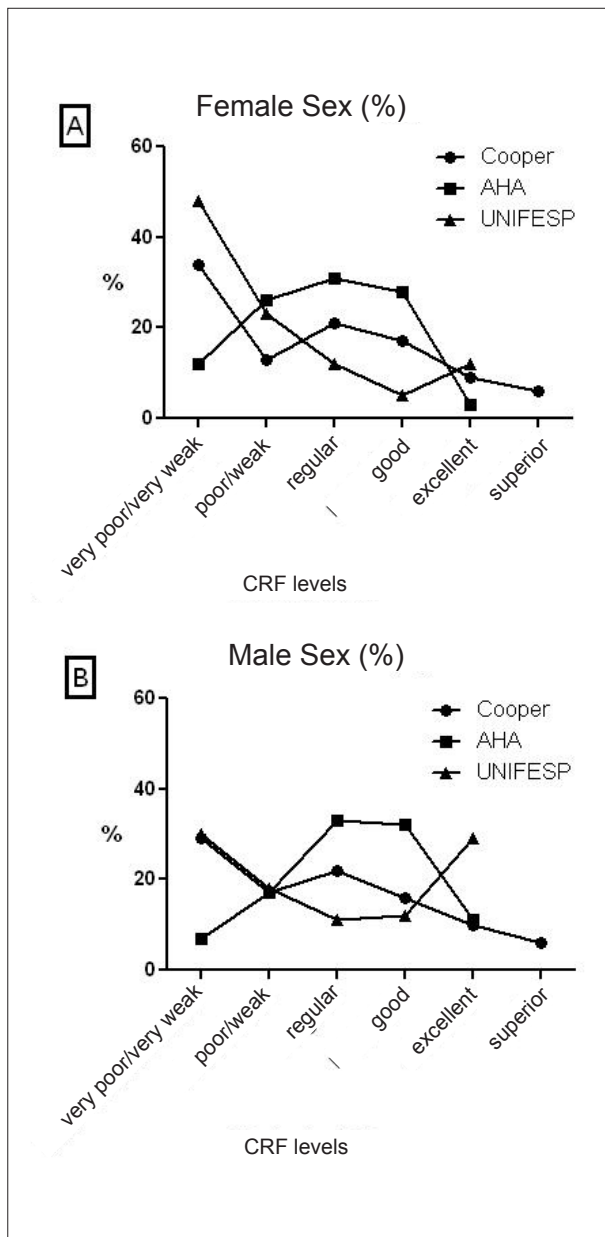 A
Female Sex (%)
60
40
20
0
%
Cooper
AHA
UNIFESP
very poor/very weak
poor/weak
regular
good
excellent
superior
CRF levels
B
Male Sex (%)
60
40
20
0
%
Cooper
AHA
UNIFESP
very poor/very weak
poor/weak
regular
good
excellent
superior
CRF levels